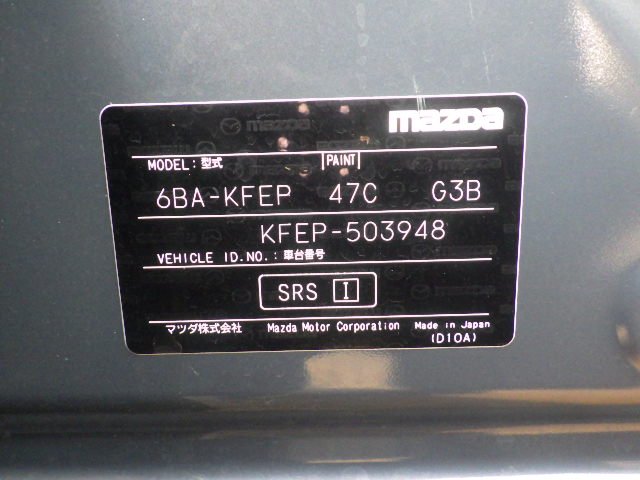 mazda
MODEL: 型式 PAINT
6BA-KFEP 47C G3B
KFEP-503948
VEHICLE ID.NO.: 車台番号
SRS I
マツダ株式会社 Mazda Motor Corporation Made in Japan
(D10A)